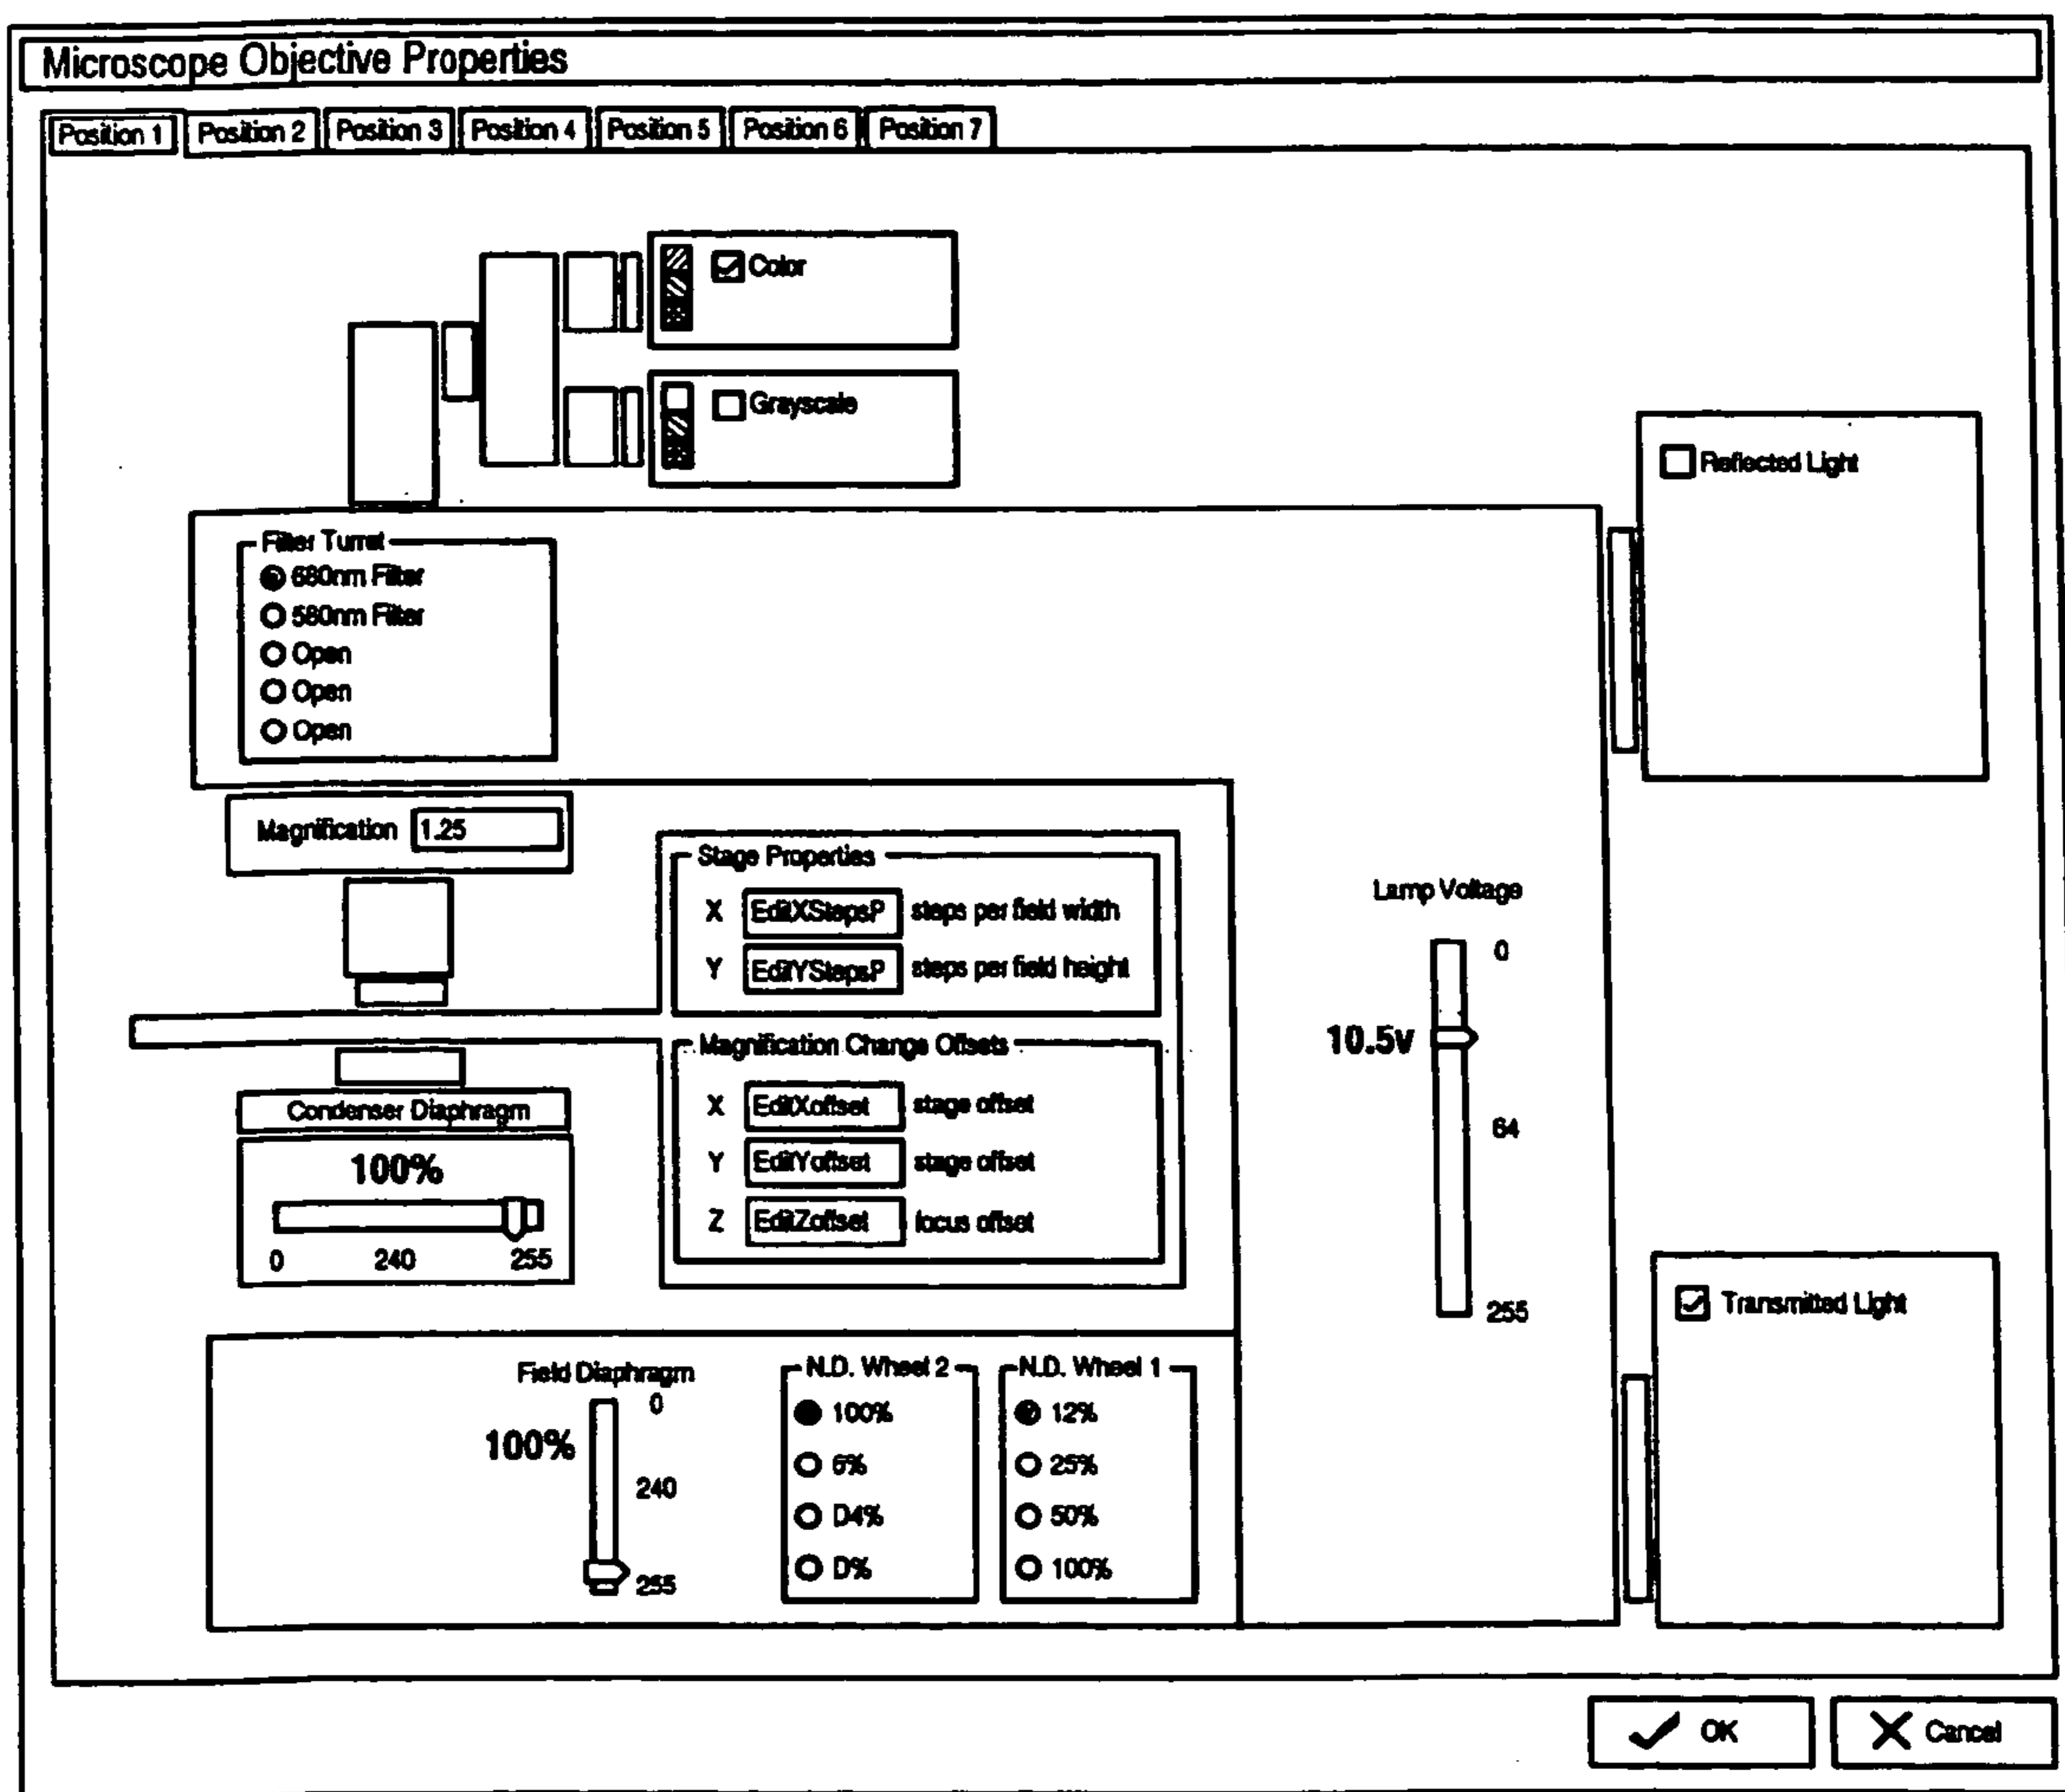 Microscope Objective Properties
Position 1 Position 2 Position 3 Position 4 Position 5 Position 6 Position 7
Color
Grayscale
Reflected Light
Filter Turret
680nm Filter
580nm Filter
Open
Open
Open
Magnification 1.25
Stage Properties
X EditXStepsP steps per field width
Y EditYStepsP steps per field height
Magnification Change Offsets
X EditXoffset stage offset
Y EditYoffset stage offset
Z EditZoffset focus offset
Condenser Diaphragm
100%
0 240 255
Lamp Voltage
0
10.5v
64
255
Transmitted Light
Field Diaphragm
0
100%
240
255
N.D. Wheel 2
100%
6%
D4%
D%
N.D. Wheel 1
12%
25%
50%
100%
OK Cancel